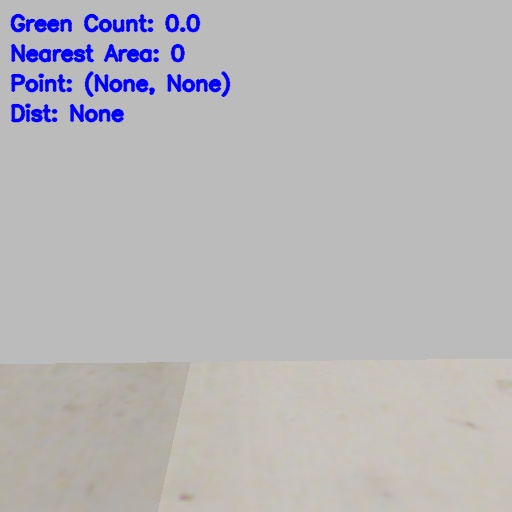 Green Count: 0.0
Nearest Area: 0
Point: (None, None)
Dist: None